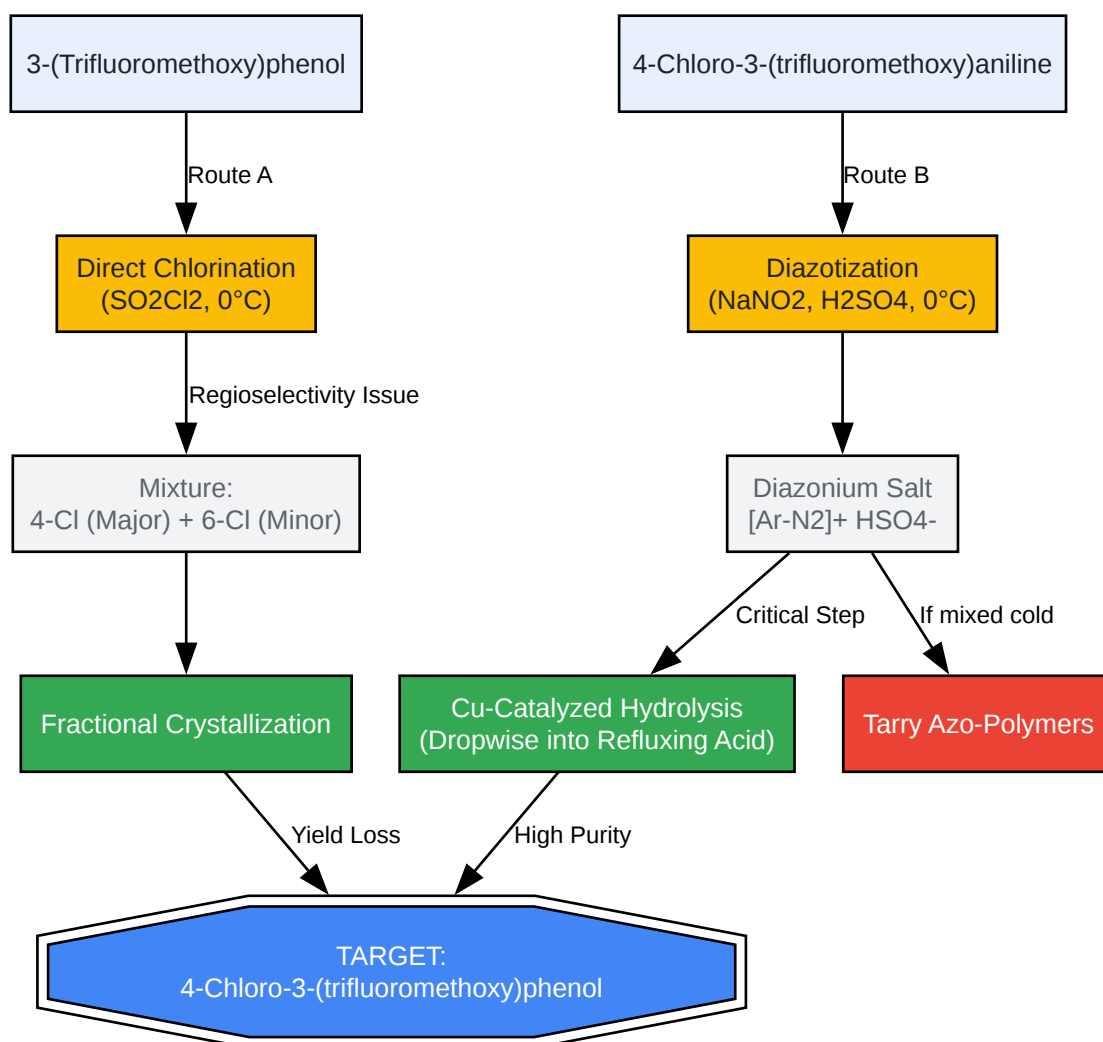 3-(Trifluoromethoxy)phenol
4-Chloro-3-(trifluoromethoxy)aniline
Route A
Route B
Direct Chlorination
(SO2Cl2, 0°C)
Diazotization
(NaNO2, H2SO4, 0°C)
Regioselectivity Issue
Mixture:
4-Cl (Major) + 6-Cl (Minor)
Diazonium Salt
[Ar-N2]+ HSO4-
Critical Step
If mixed cold
Fractional Crystallization
Cu-Catalyzed Hydrolysis
(Dropwise into Refluxing Acid)
Tarry Azo-Polymers
Yield Loss
High Purity
TARGET:
4-Chloro-3-(trifluoromethoxy)phenol